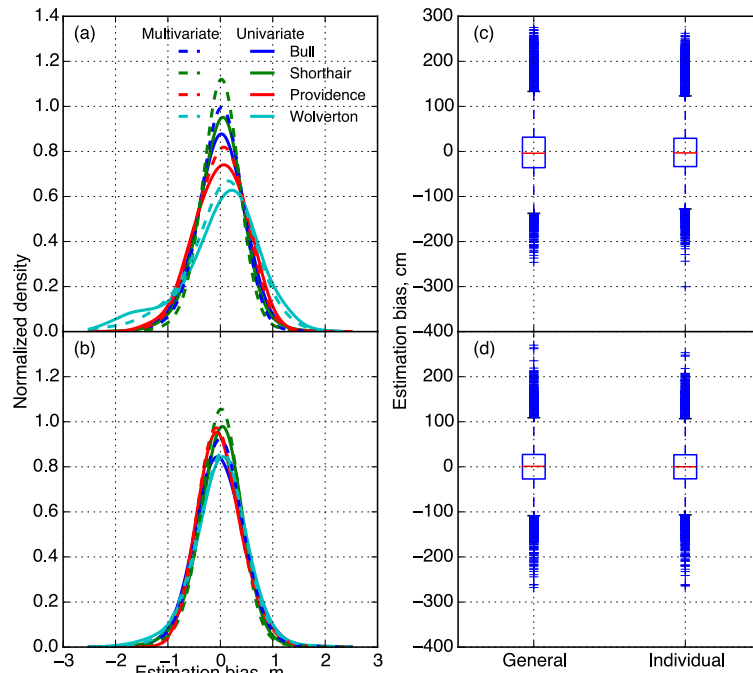 (a)
Multivariate Univariate
Bull
Shorthair
Providence
Wolverton
1.4
1.2
1.0
0.8
0.6
0.4
0.2
0.0
Normalized density
(b)
1.2
1.0
0.8
0.6
0.4
0.2
0.0
−3 −2 −1 0 1 2 3
Estimation bias, m
(c)
300
200
100
0
−100
−200
−300
−400
Estimation bias, cm
(d)
200
100
0
−100
−200
−300
−400
General Individual